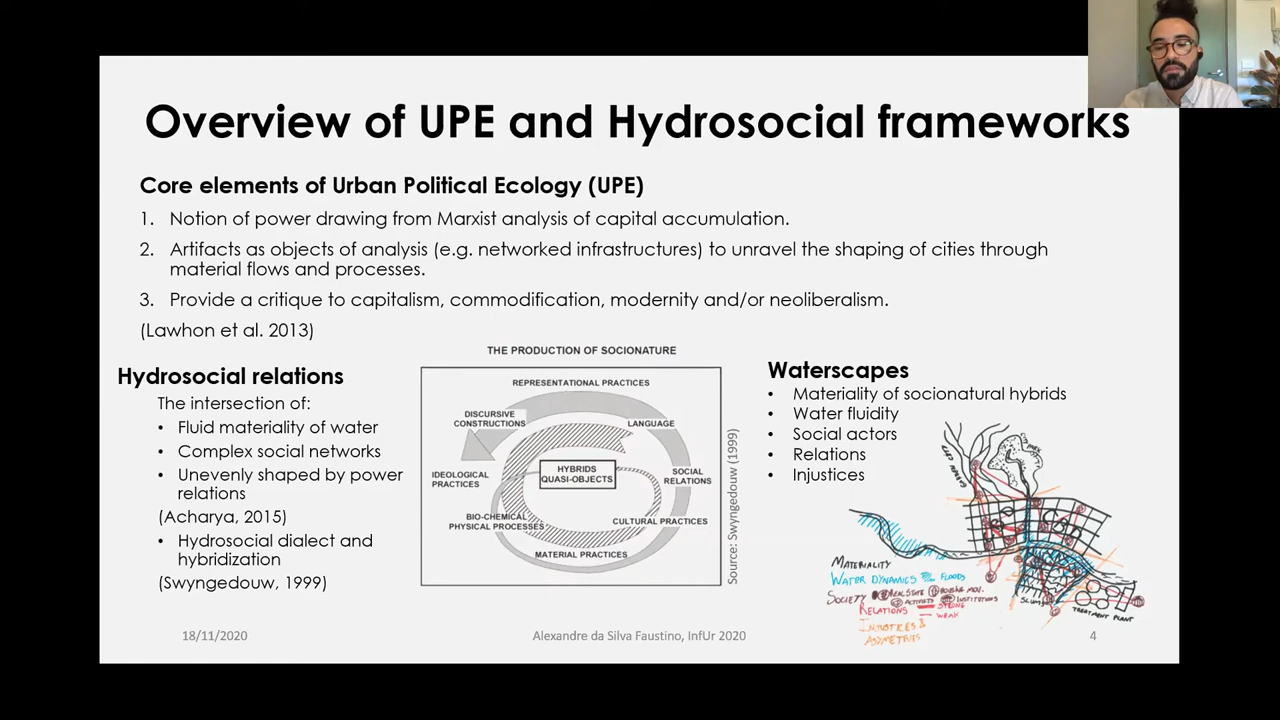 Overview of UPE and Hydrosocial frameworks
Core elements of Urban Political Ecology (UPE)
1. Notion of power drawing from Marxist analysis of capital accumulation.
2. Artifacts as objects of analysis (e.g. networked infrastructures) to unravel the shaping of cities through
material flows and processes.
3. Provide a critique to capitalism, commodification, modernity and/or neoliberalism.
(Lawhon et al. 2013)
Hydrosocial relations
The intersection of:
• Fluid materiality of water
• Complex social networks
• Unevenly shaped by power
relations
(Acharya, 2015)
• Hydrosocial dialect and
hybridization
(Swyngedouw, 1999)
THE PRODUCTION OF SOCIONATURE
REPRESENTATIONAL PRACTICES
DISCURSIVE
CONSTRUCTIONS
LANGUAGE
IDEOLOGICAL
PRACTICES
HYBRIDS
QUASI-OBJECTS
SOCIAL
RELATIONS
BIO-CHEMICAL
PHYSICAL PROCESSES
CULTURAL PRACTICES
MATERIAL PRACTICES
Source: Swyngedouw (1999)
Waterscapes
• Materiality of socionatural hybrids
• Water fluidity
• Social actors
• Relations
• Injustices
MATERIALITY
WATER DYNAMICS FLOODS
SOCIETY REAL STATE MOV.
ACTIVISTS INSTITUTIONS
RELATIONS STRONG
WEAK
INJUSTICES &
ASYMETRIES
SLUMS
TREATMENT PLANT
18/11/2020
Alexandre da Silva Faustino, InfUr 2020
4